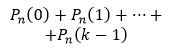 Pₙ(0) + Pₙ(1) + ⋯ +
+Pₙ(k − 1)